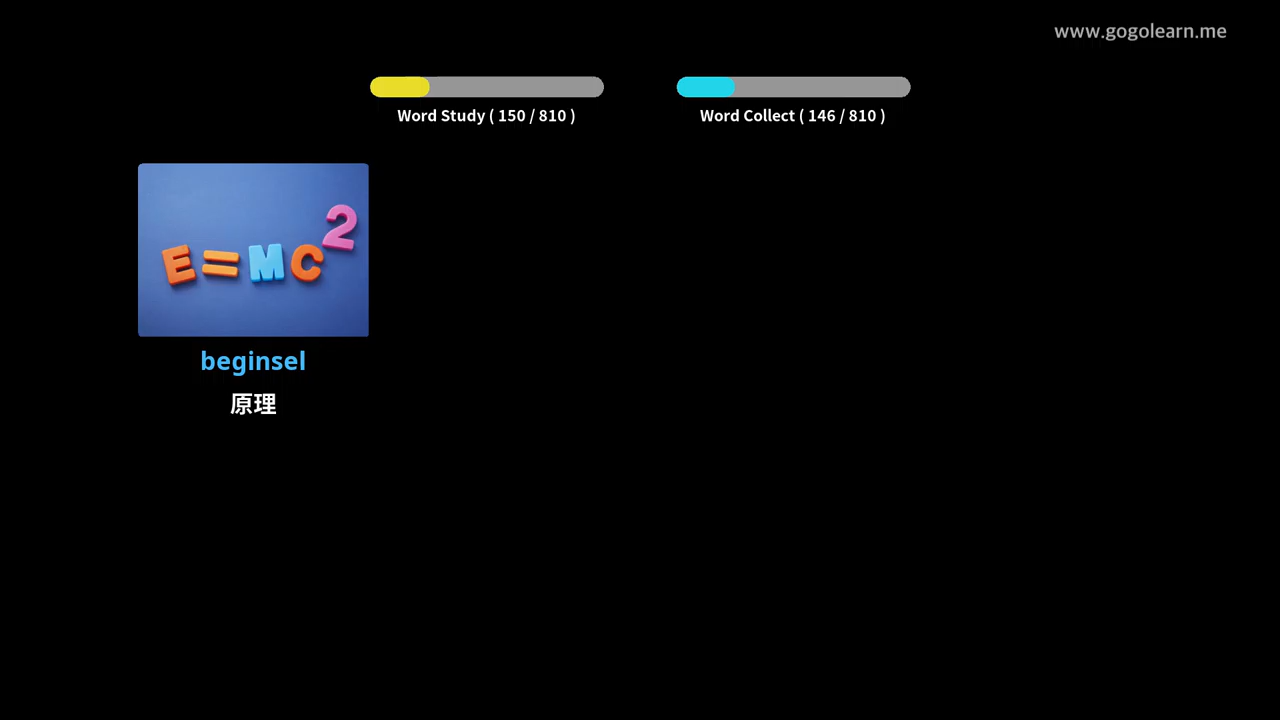 www.gogolearn.me
Word Study ( 150 / 810 )
Word Collect ( 146 / 810 )
E=MC2
beginsel
原理